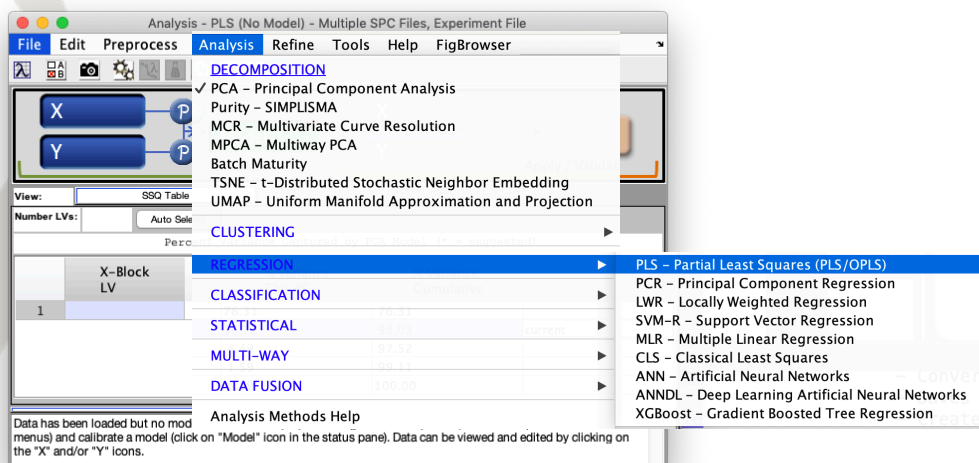 Analysis - PLS (No Model) - Multiple SPC Files, Experiment File
File Edit Preprocess Analysis Refine Tools Help FigBrowser
DECOMPOSITION
✓ PCA – Principal Component Analysis
Purity – SIMPLISMA
MCR – Multivariate Curve Resolution
MPCA – Multiway PCA
Batch Maturity
TSNE – t-Distributed Stochastic Neighbor Embedding
UMAP – Uniform Manifold Approximation and Projection
CLUSTERING
REGRESSION
CLASSIFICATION
STATISTICAL
MULTI-WAY
DATA FUSION
Analysis Methods Help
PLS – Partial Least Squares (PLS/OPLS)
PCR – Principal Component Regression
LWR – Locally Weighted Regression
SVM-R – Support Vector Regression
MLR – Multiple Linear Regression
CLS – Classical Least Squares
ANN – Artificial Neural Networks
ANNDL – Deep Learning Artificial Neural Networks
XGBoost – Gradient Boosted Tree Regression
X
P
Y
P
View: SSQ Table
Number LVs: Auto Sele
Perc
X-Block
LV
1
Data has been loaded but no mod
menus) and calibrate a model (click on "Model" icon in the status pane). Data can be viewed and edited by clicking on
the "X" and/or "Y" icons.